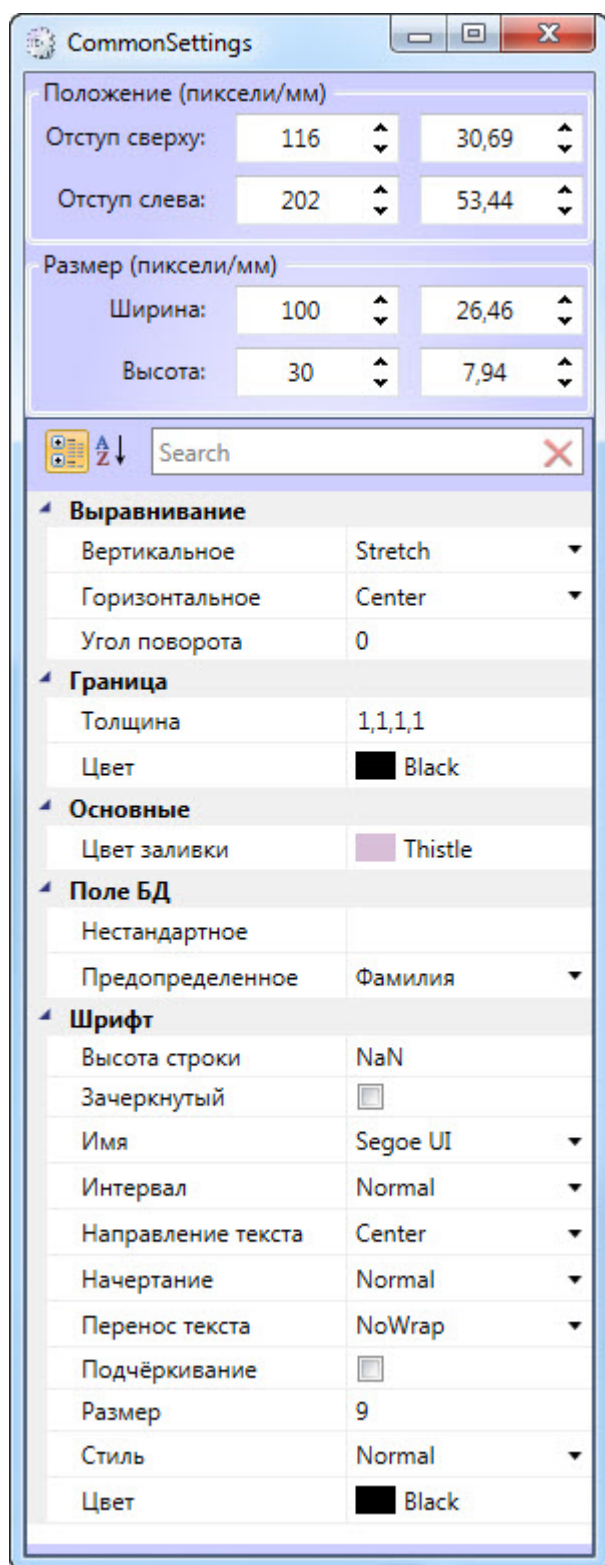 CommonSettings
Положение (пиксели/мм)
Отступ сверху: 116 30,69
Отступ слева: 202 53,44
Размер (пиксели/мм)
Ширина: 100 26,46
Высота: 30 7,94
A Z Search
Выравнивание
Вертикальное Stretch
Горизонтальное Center
Угол поворота 0
Граница
Толщина 1,1,1,1
Цвет Black
Основные
Цвет заливки Thistle
Поле БД
Нестандартное
Предопределенное Фамилия
Шрифт
Высота строки NaN
Зачеркнутый
Имя Segoe UI
Интервал Normal
Направление текста Center
Начертание Normal
Перенос текста NoWrap
Подчёркивание
Размер 9
Стиль Normal
Цвет Black